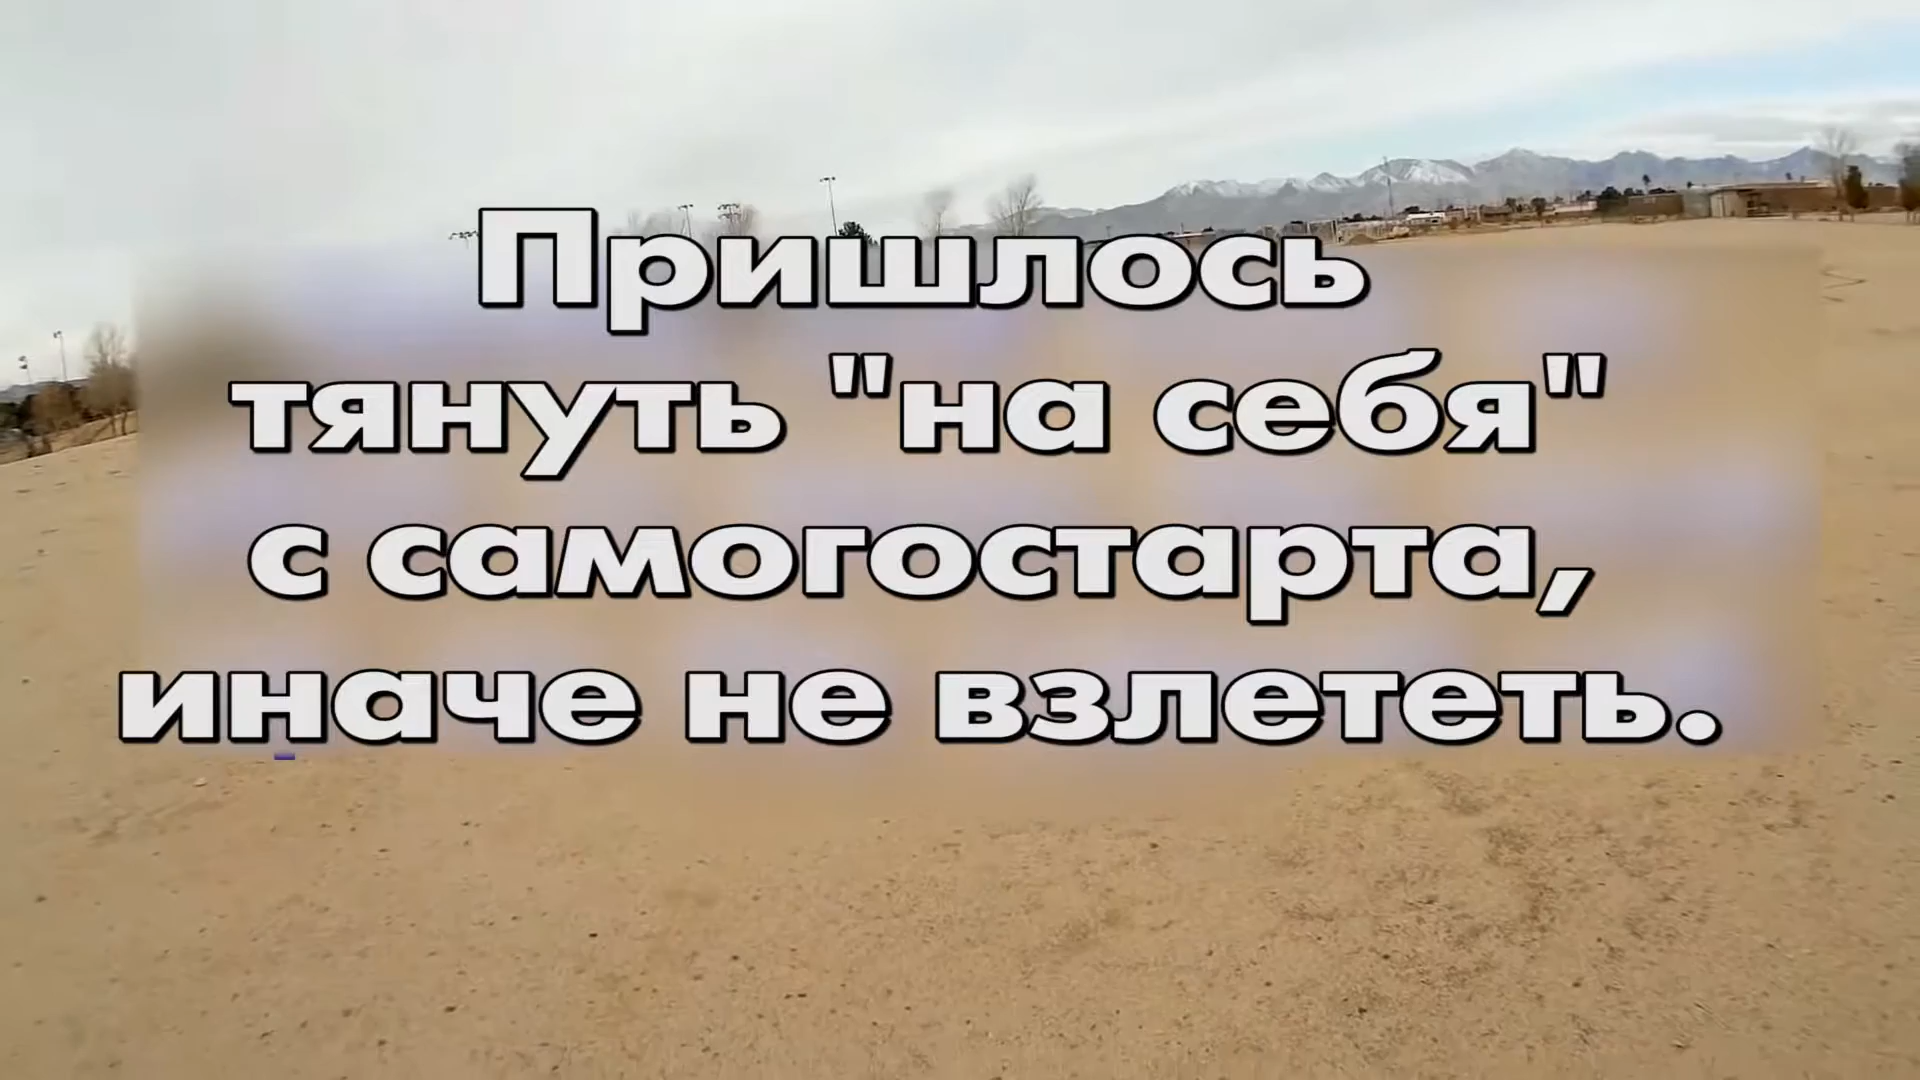 Пришлось
тянуть "на себя"
с самогостарта,
иначе не взлететь.